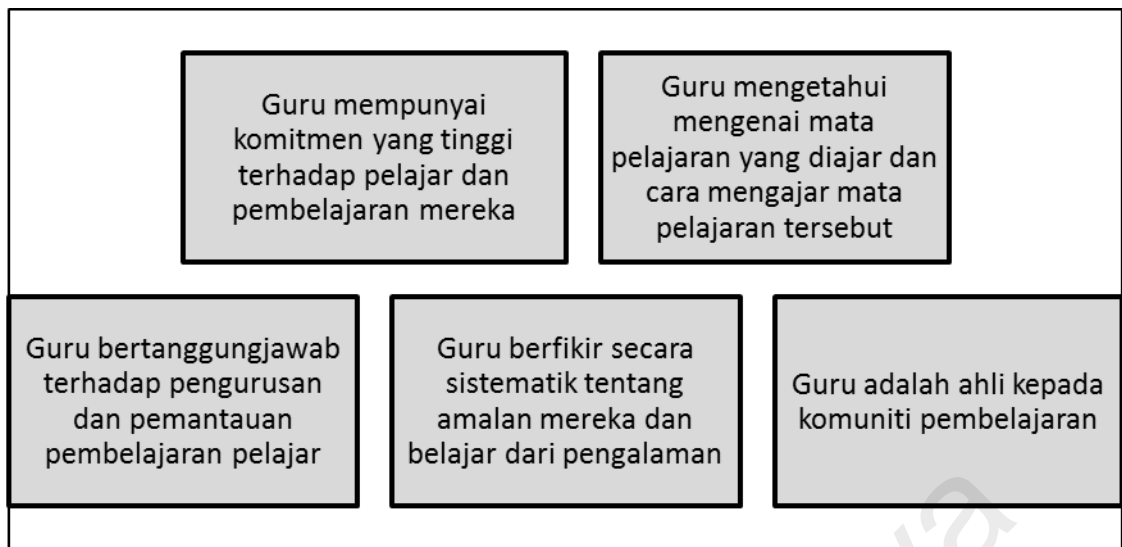 Guru mempunyai
komitmen yang tinggi
terhadap pelajar dan
pembelajaran mereka
Guru mengetahui
mengenai mata
pelajaran yang diajar dan
cara mengajar mata
pelajaran tersebut
Guru bertanggungjawab
terhadap pengurusan
dan pemantauan
pembelajaran pelajar
Guru berfikir secara
sistematik tentang
amalan mereka dan
belajar dari pengalaman
Guru adalah ahli kepada
komuniti pembelajaran